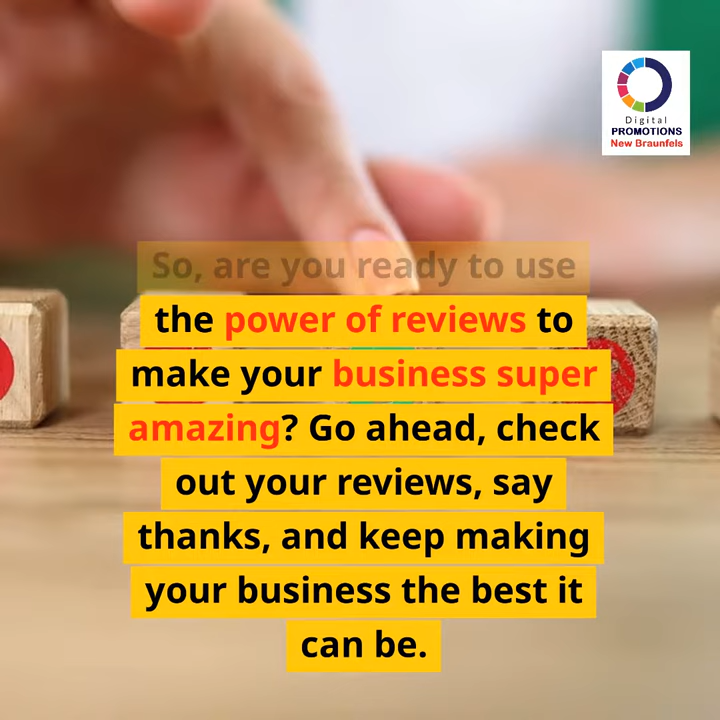 Digital
PROMOTIONS
New Braunfels
So, are you ready to use
the power of reviews to
make your business super
amazing? Go ahead, check
out your reviews, say
thanks, and keep making
your business the best it
can be.